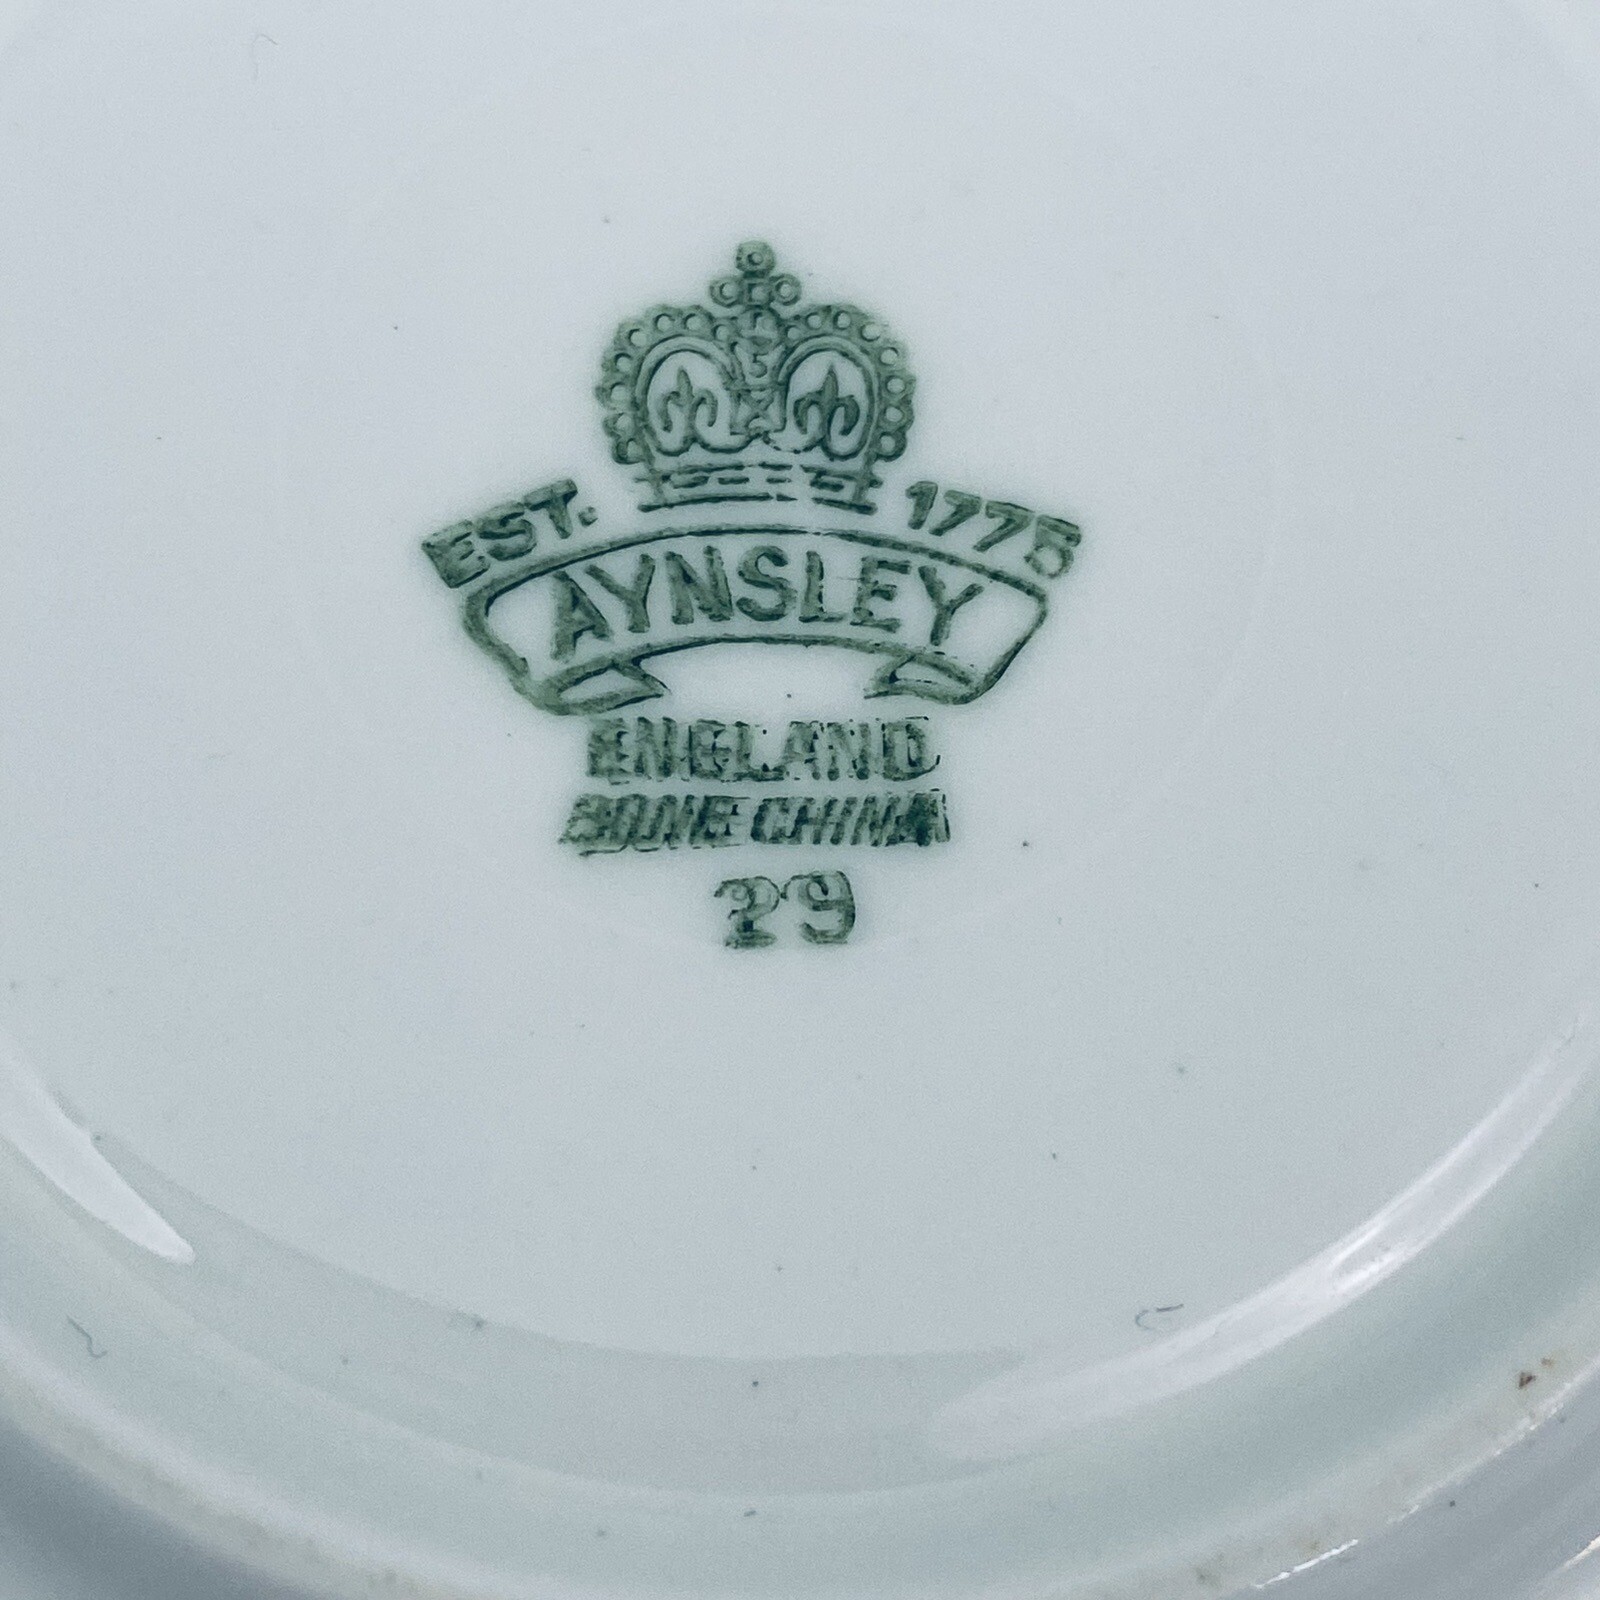 EST. 1775
AYNSLEY
ENGLAND
BONE CHINA
29